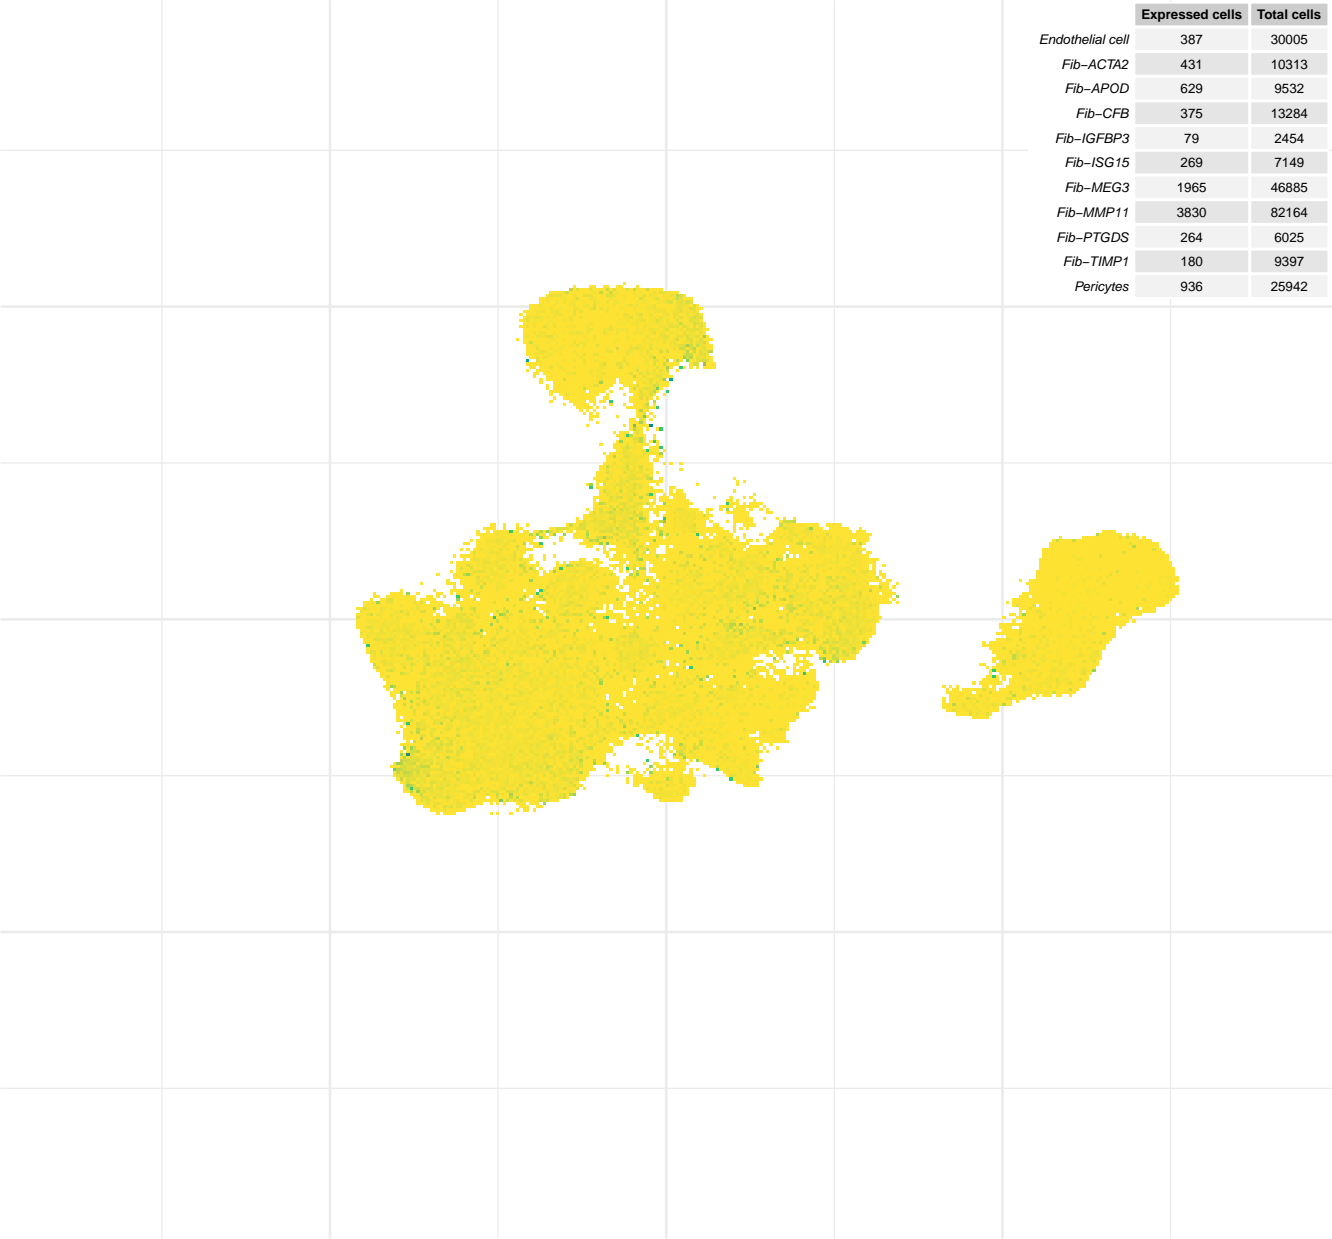 Expressed cells Total cells
Endothelial cell 387 30005
Fib−ACTA2 431 10313
Fib−APOD 629 9532
Fib−CFB 375 13284
Fib−IGFBP3 79 2454
Fib−ISG15 269 7149
Fib−MEG3 1965 46885
Fib−MMP11 3830 82164
Fib−PTGDS 264 6025
Fib−TIMP1 180 9397
Pericytes 936 25942